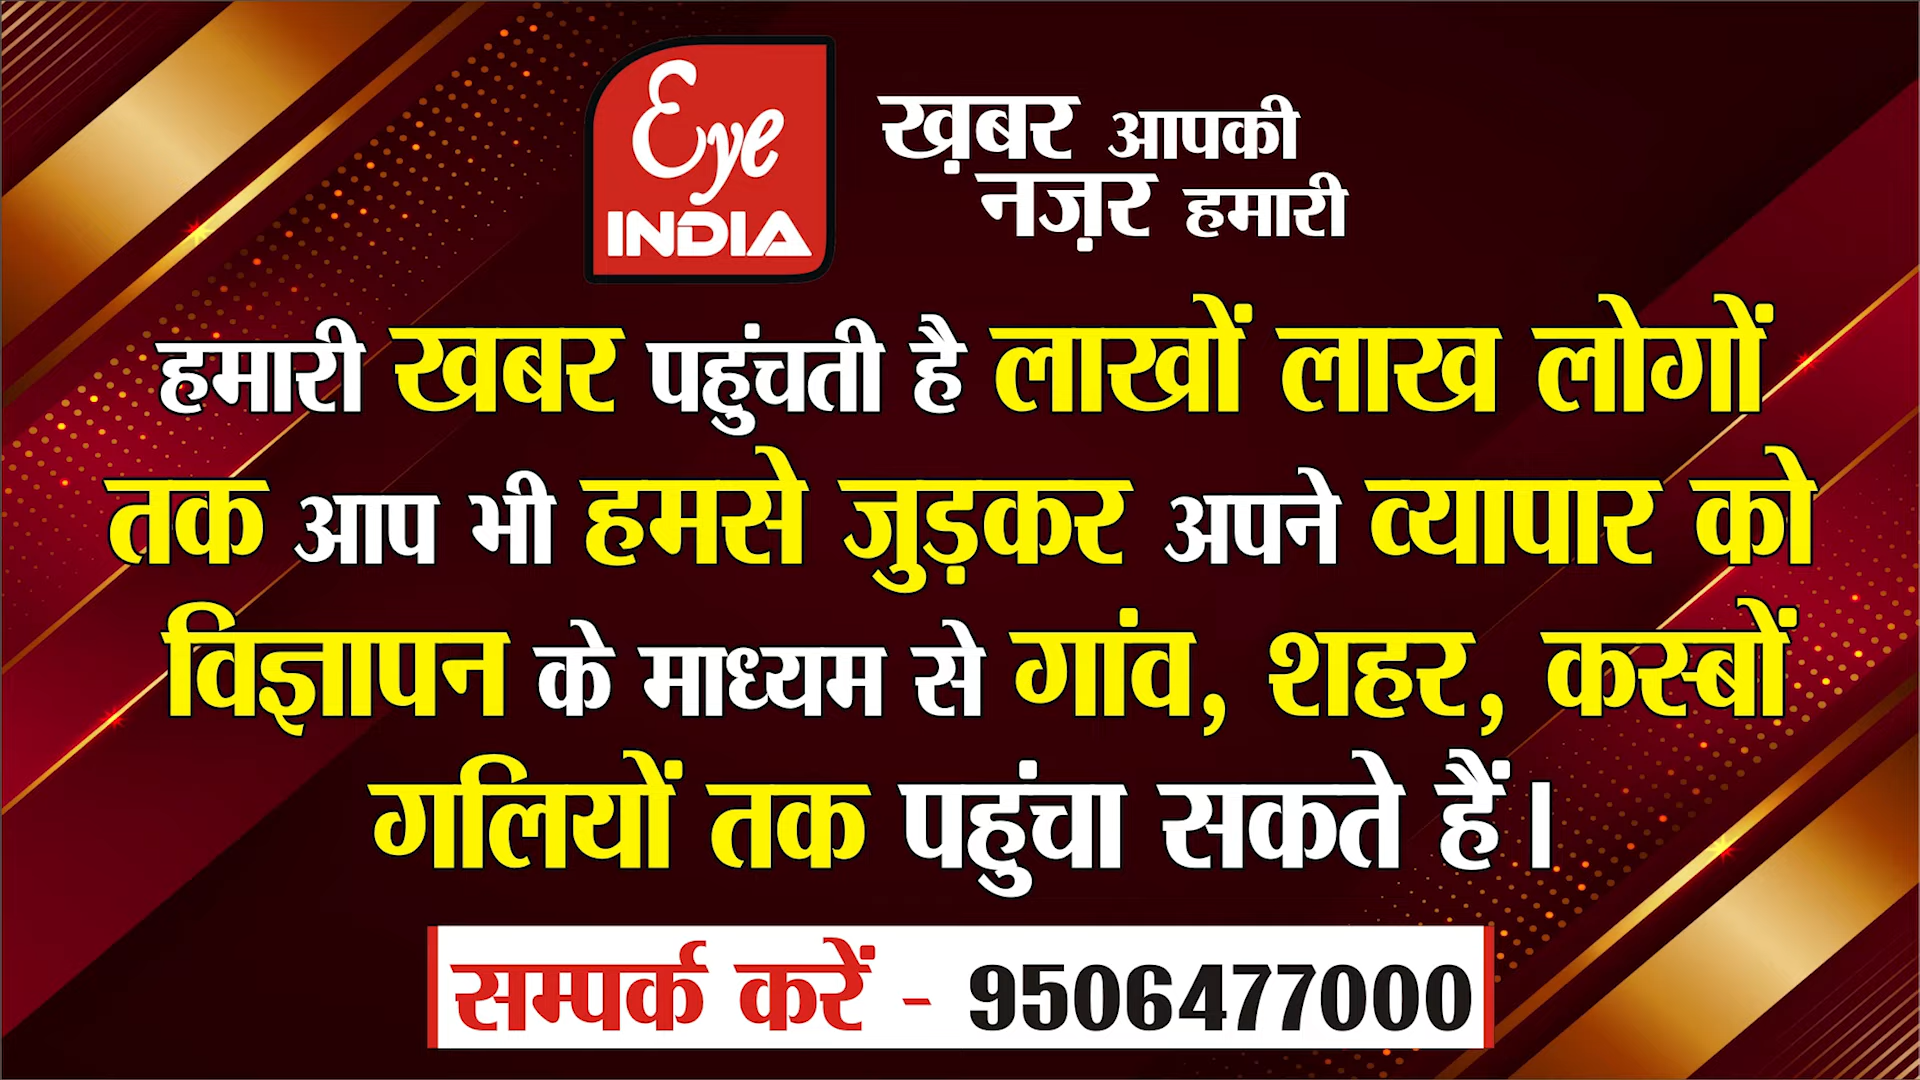 Eye
INDIA
ख़बर आपकी
नज़र हमारी
हमारी खबर पहुंचती है लाखों लाख लोगों
तक आप भी हमसे जुड़कर अपने व्यापार को
विज्ञापन के माध्यम से गांव, शहर, कस्बों
गलियों तक पहुंचा सकते हैं।
सम्पर्क करें - 9506477000